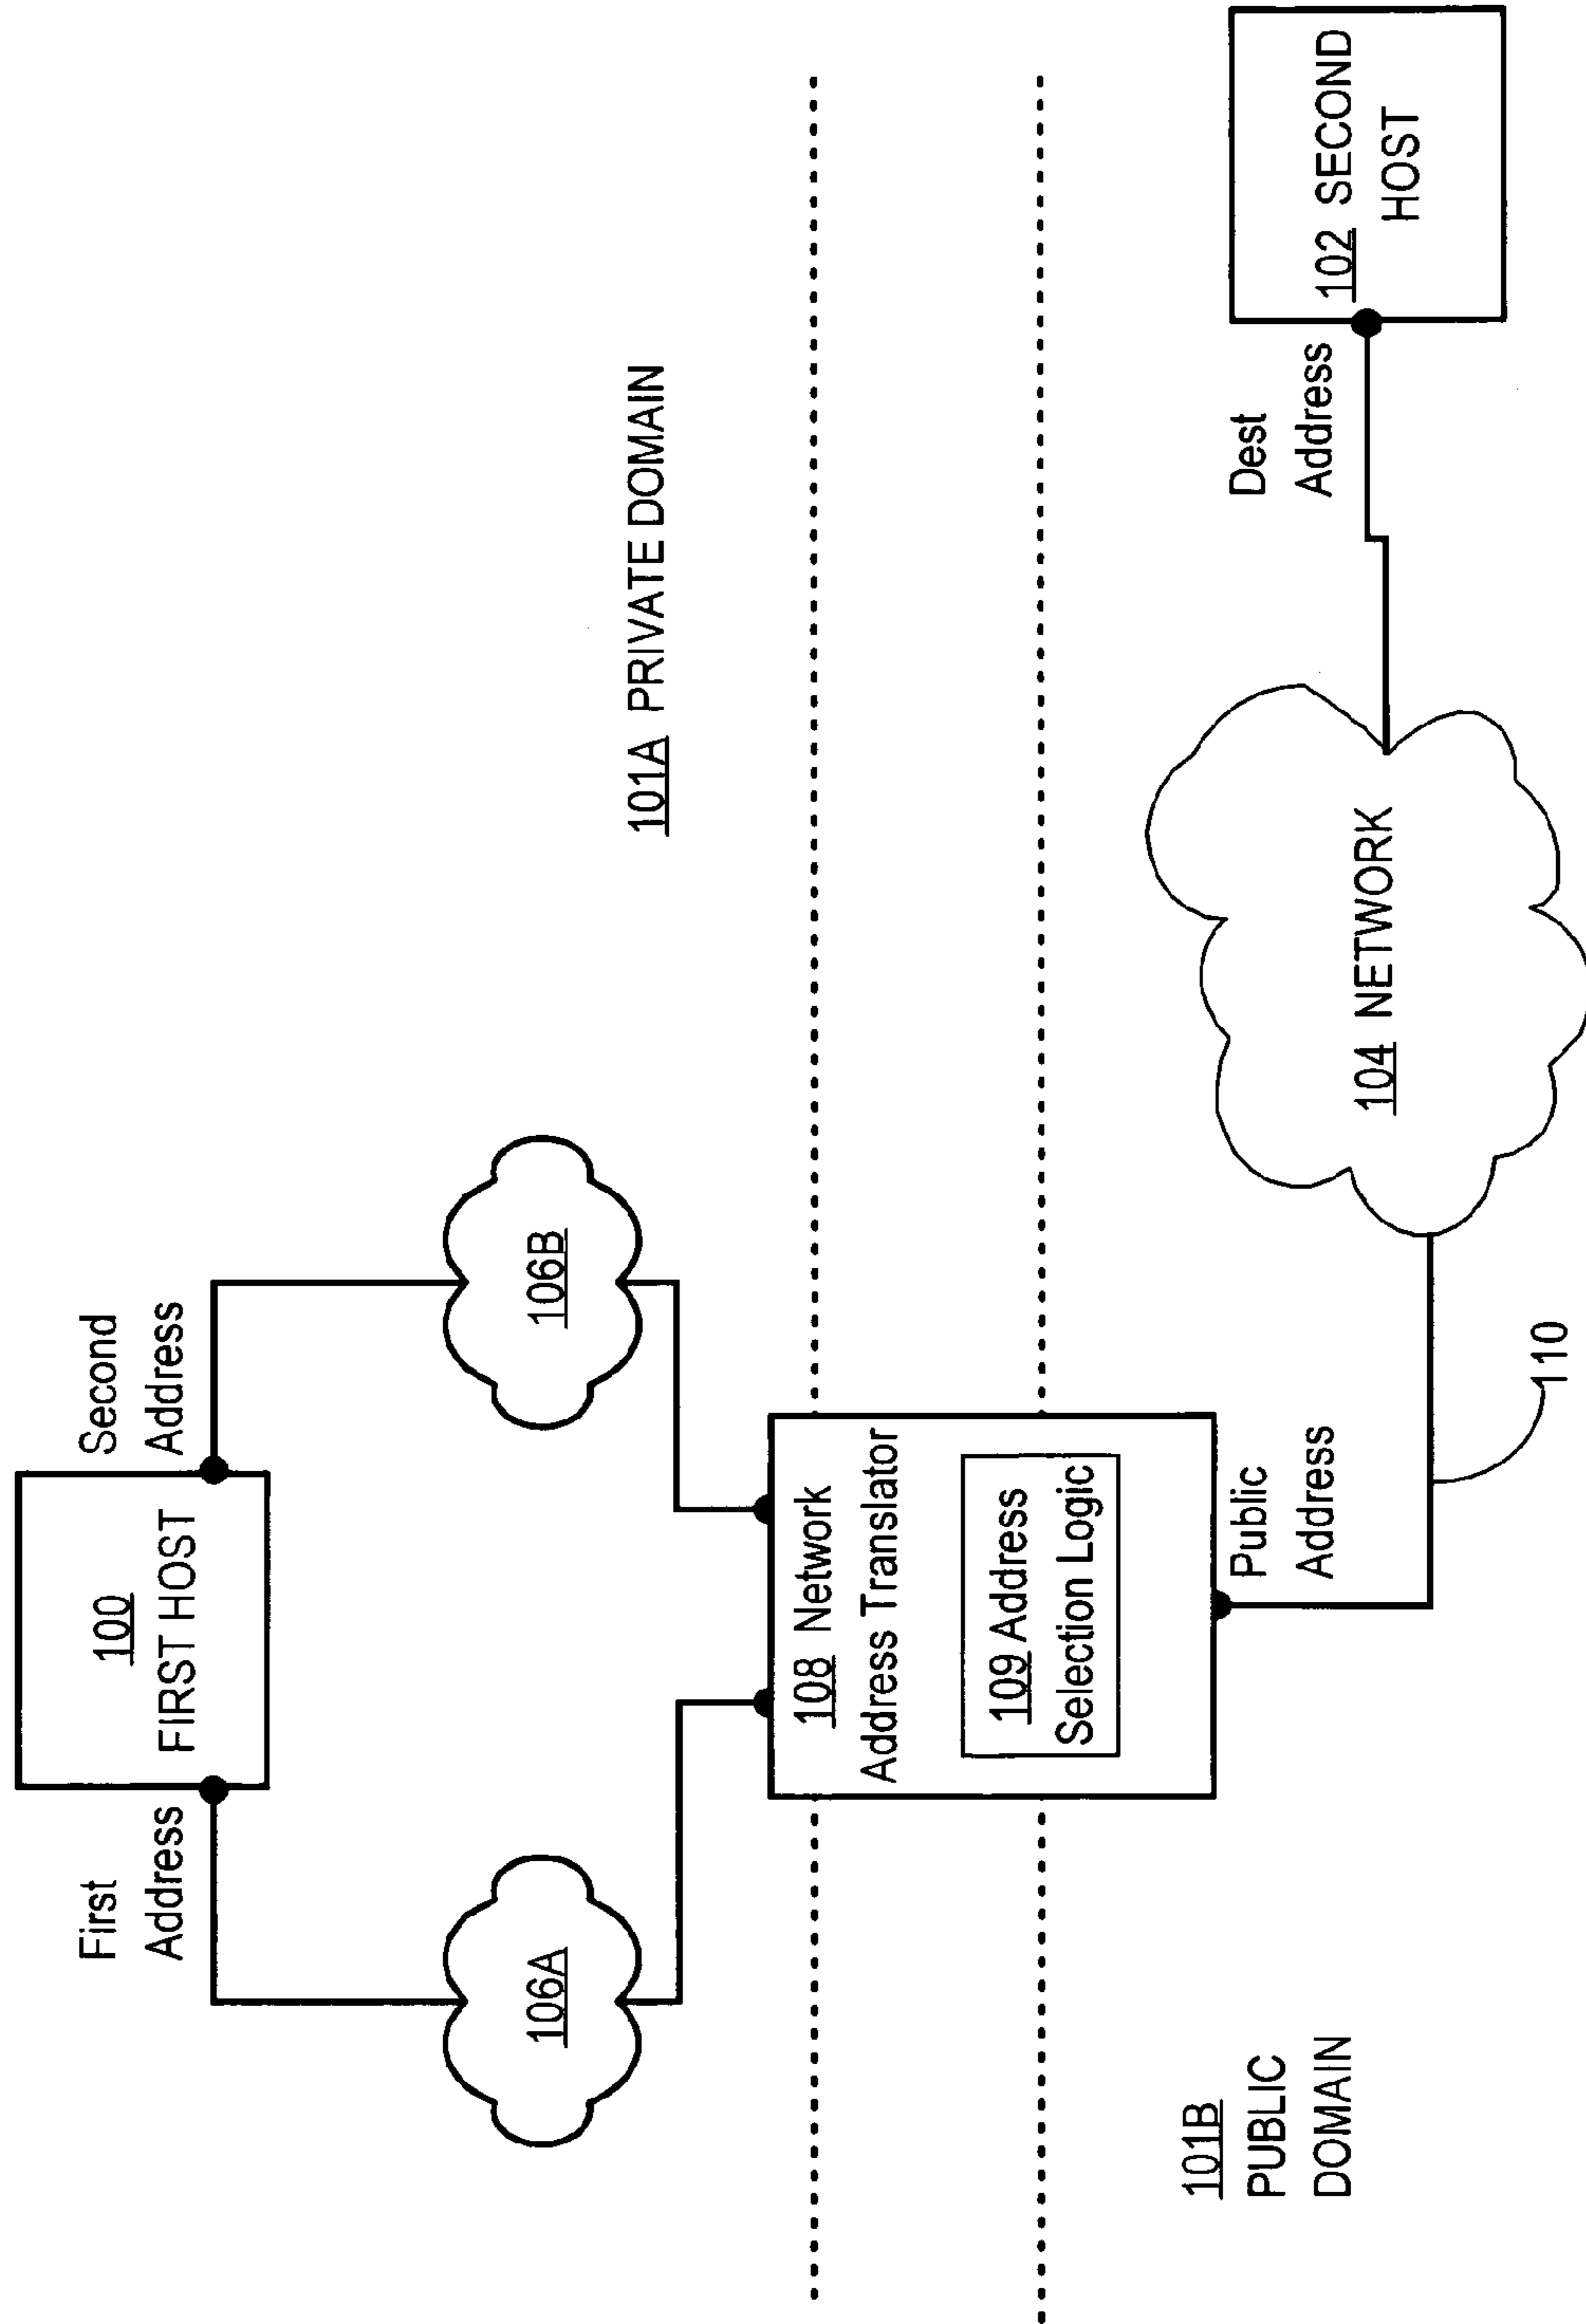 100
FIRST HOST
First
Address
Second
Address
106A
106B
101A PRIVATE DOMAIN
108 Network
Address Translator
109 Address
Selection Logic
Public
Address
110
101B
PUBLIC
DOMAIN
104 NETWORK
Dest
Address
102 SECOND
HOST